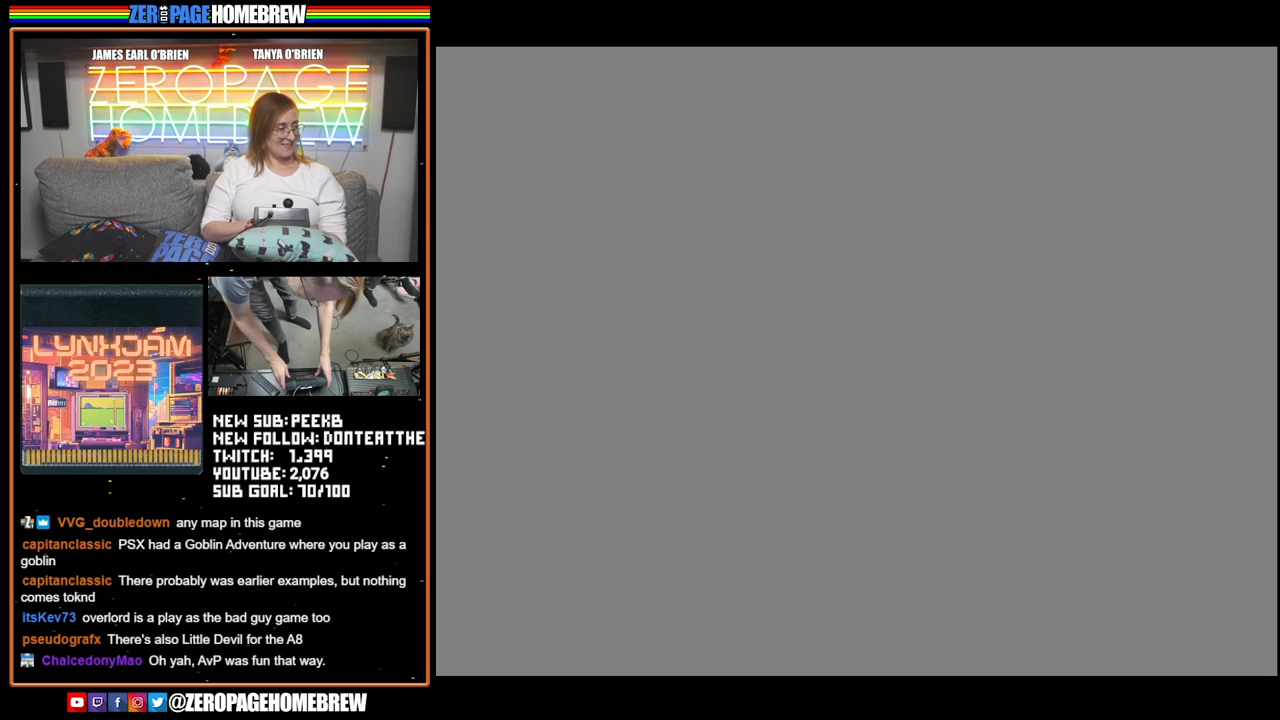 ZERO PAGE HOMEBREW
JAMES EARL O'BRIEN
TANYA O'BRIEN
ZEROPAGE
HOMEBREW
ZERO
PAGE
LYNXJAM
2023
NEW SUB: PEEKB
NEW FOLLOW: DONTEATTHE
TWITCH: 1,399
YOUTUBE: 2,076
SUB GOAL: 70/100
VVG_doubledown any map in this game
capitanclassic PSX had a Goblin Adventure where you play as a
goblin
capitanclassic There probably was earlier examples, but nothing
comes toknd
itsKev73 overlord is a play as the bad guy game too
pseudografx There's also Little Devil for the A8
ChalcedonyMao Oh yah, AvP was fun that way.
@ZEROPAGEHOMEBREW